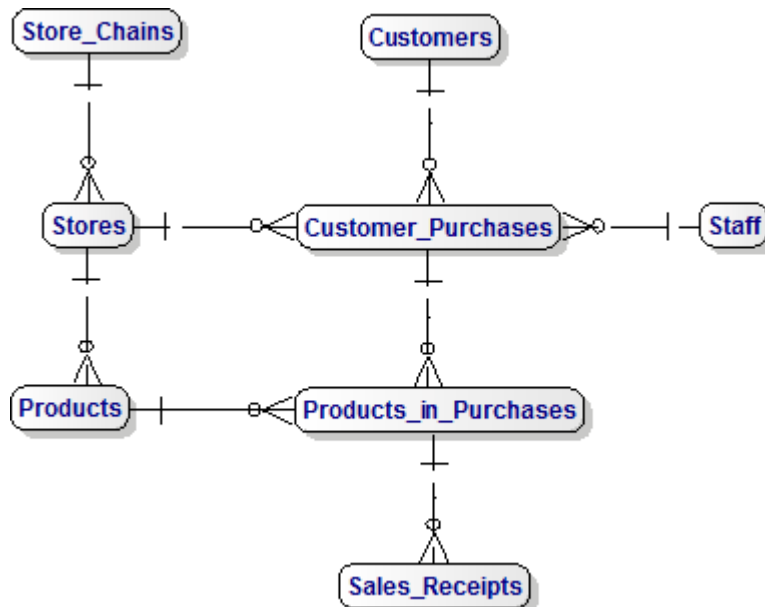 Store_Chains
Customers
Stores
Customer_Purchases
Staff
Products
Products_in_Purchases
Sales_Receipts